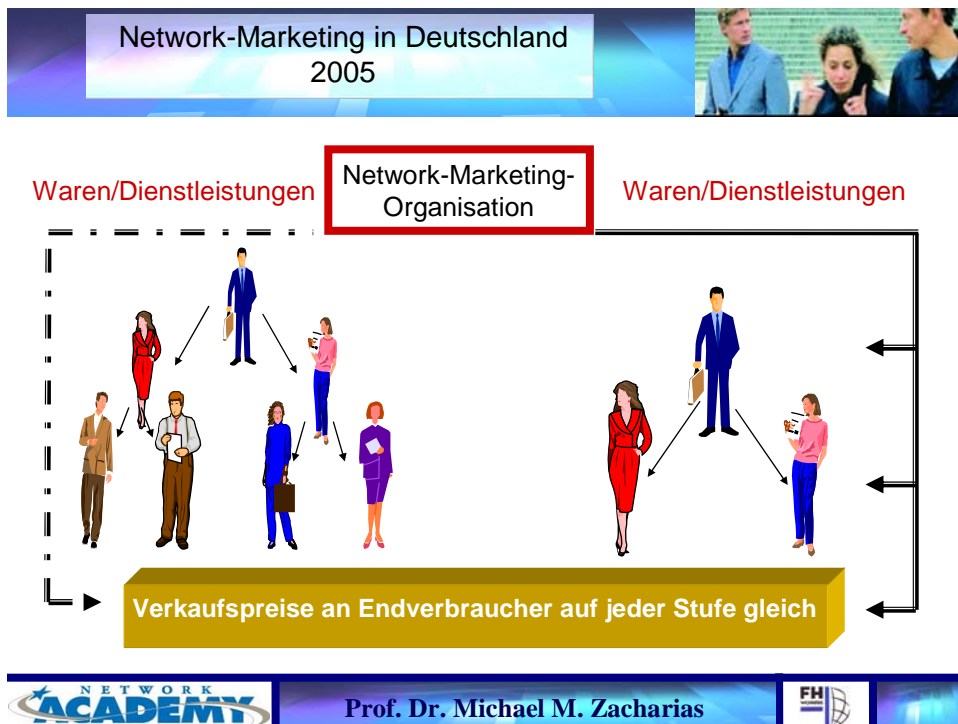 Network-Marketing in Deutschland
2005
Waren/Dienstleistungen
Network-Marketing-
Organisation
Waren/Dienstleistungen
Verkaufspreise an Endverbraucher auf jeder Stufe gleich
NETWORK
ACADEMY
Prof. Dr. Michael M. Zacharias
FH